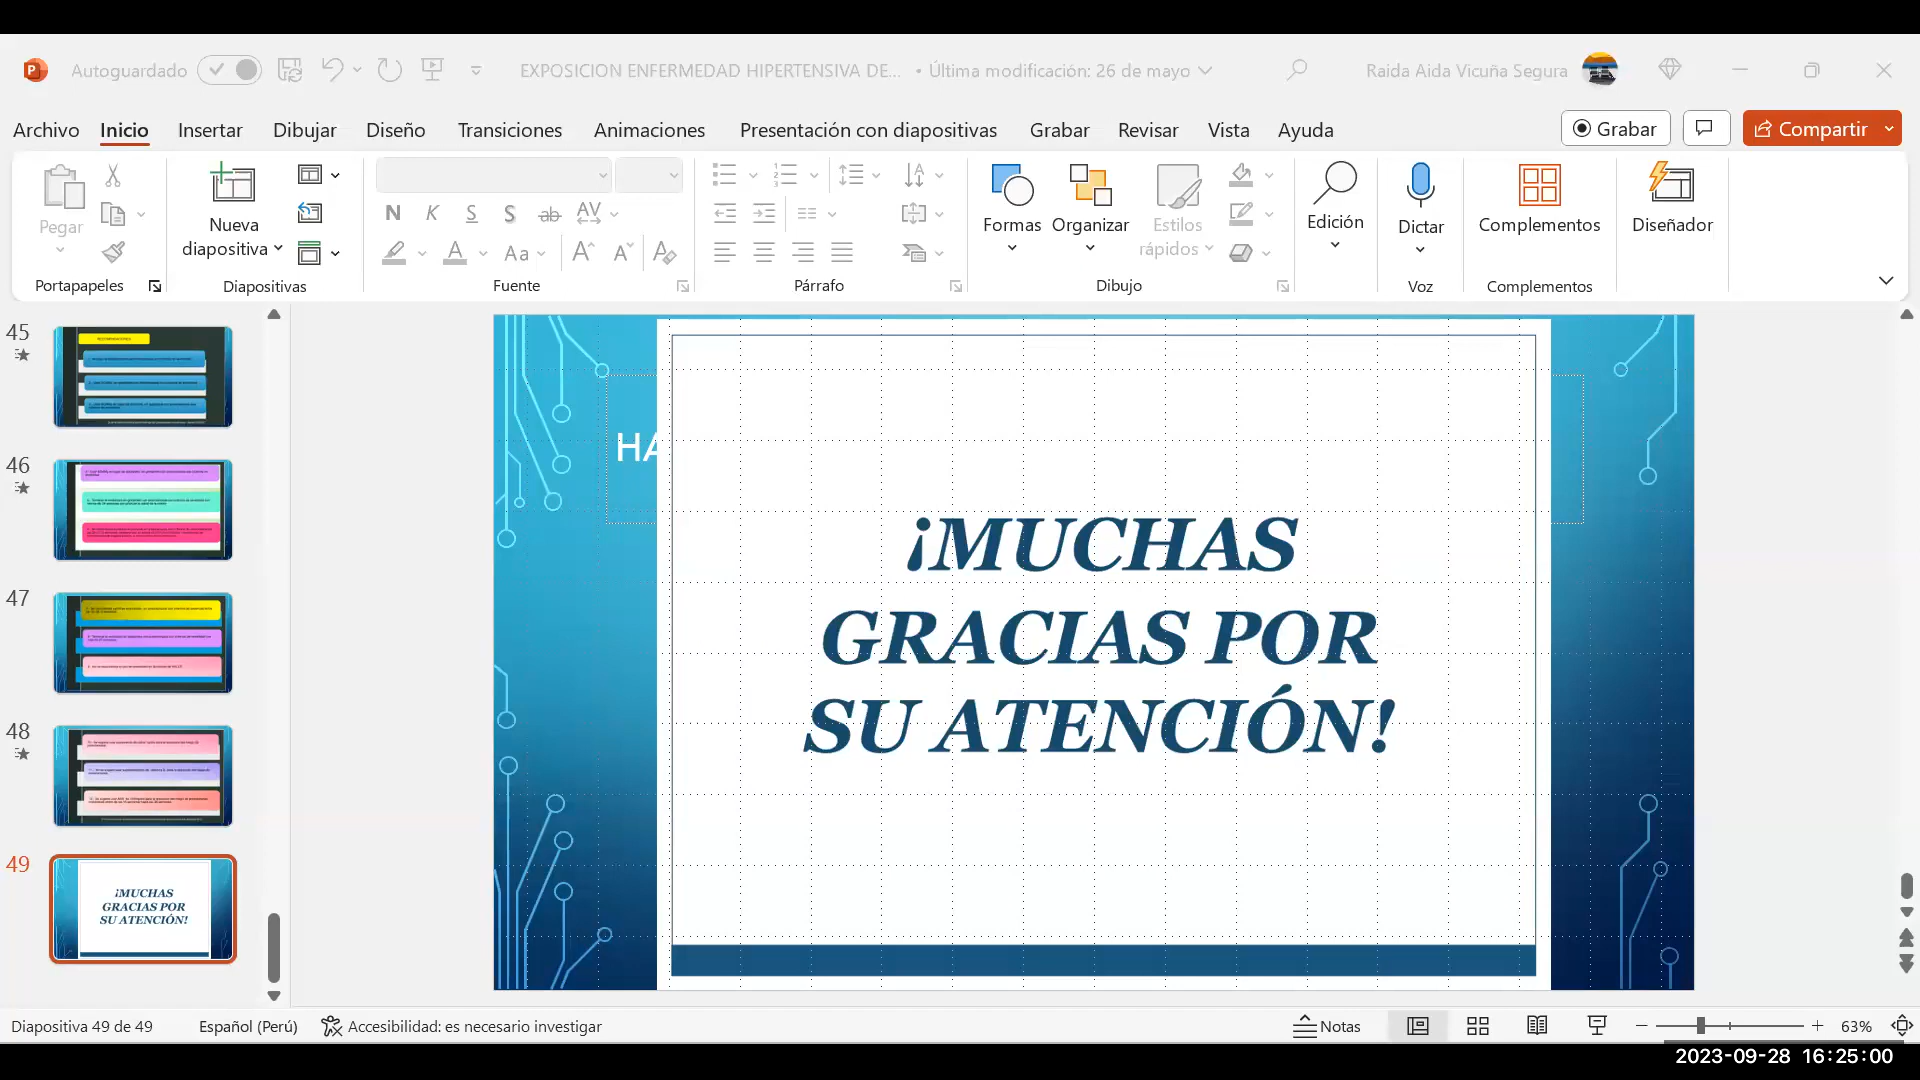 Autoguardado
EXPOSICION ENFERMEDAD HIPERTENSIVA DE... • Última modificación: 26 de mayo
Raida Aida Vicuña Segura
Archivo Inicio Insertar Dibujar Diseño Transiciones Animaciones Presentación con diapositivas Grabar Revisar Vista Ayuda
Grabar
Compartir
Pegar
Nueva
diapositiva
N K S S ab AV
A Aa A A A
Formas
Organizar
Estilos
rápidos
Edición
Dictar
Complementos
Diseñador
Portapapeles
Diapositivas
Fuente
Párrafo
Dibujo
Voz
Complementos
45
46
47
48
49
¡MUCHAS
GRACIAS POR
SU ATENCIÓN!
HA
¡MUCHAS
GRACIAS POR
SU ATENCIÓN!
Diapositiva 49 de 49
Español (Perú)
Accesibilidad: es necesario investigar
Notas
63%
2023-09-28 16:25:00